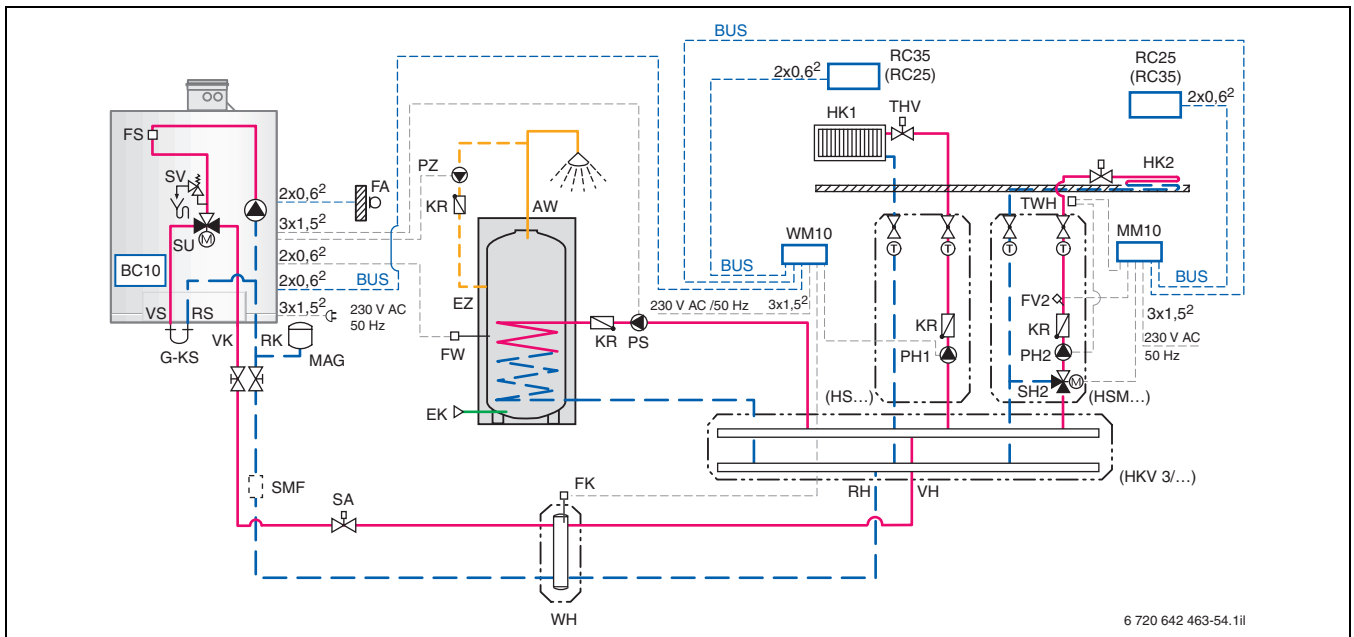 BUS
RC35
(RC25)
2x0,6²
RC25
(RC35)
2x0,6²
THV
HK1
FS
PZ
HK2
SV
2x0,6²
FA
3x1,5²
KR
AW
TWH
M
SU
WM10
MM10
T
T
T
T
BC10
2x0,6²
2x0,6²
BUS
BUS
BUS
EZ
230 V AC /50 Hz
3x1,5²
FV2
3x1,5²
VS
RS
3x1,5²
230 V AC
50 Hz
VK
RK
MAG
G-KS
FW
KR
PS
KR
PH1
KR
PH2
230 V AC
50 Hz
M
SH2
EK
(HS...)
(HSM...)
SMF
SA
FK
RH
VH
(HKV 3/...)
WH
6 720 642 463-54.1il